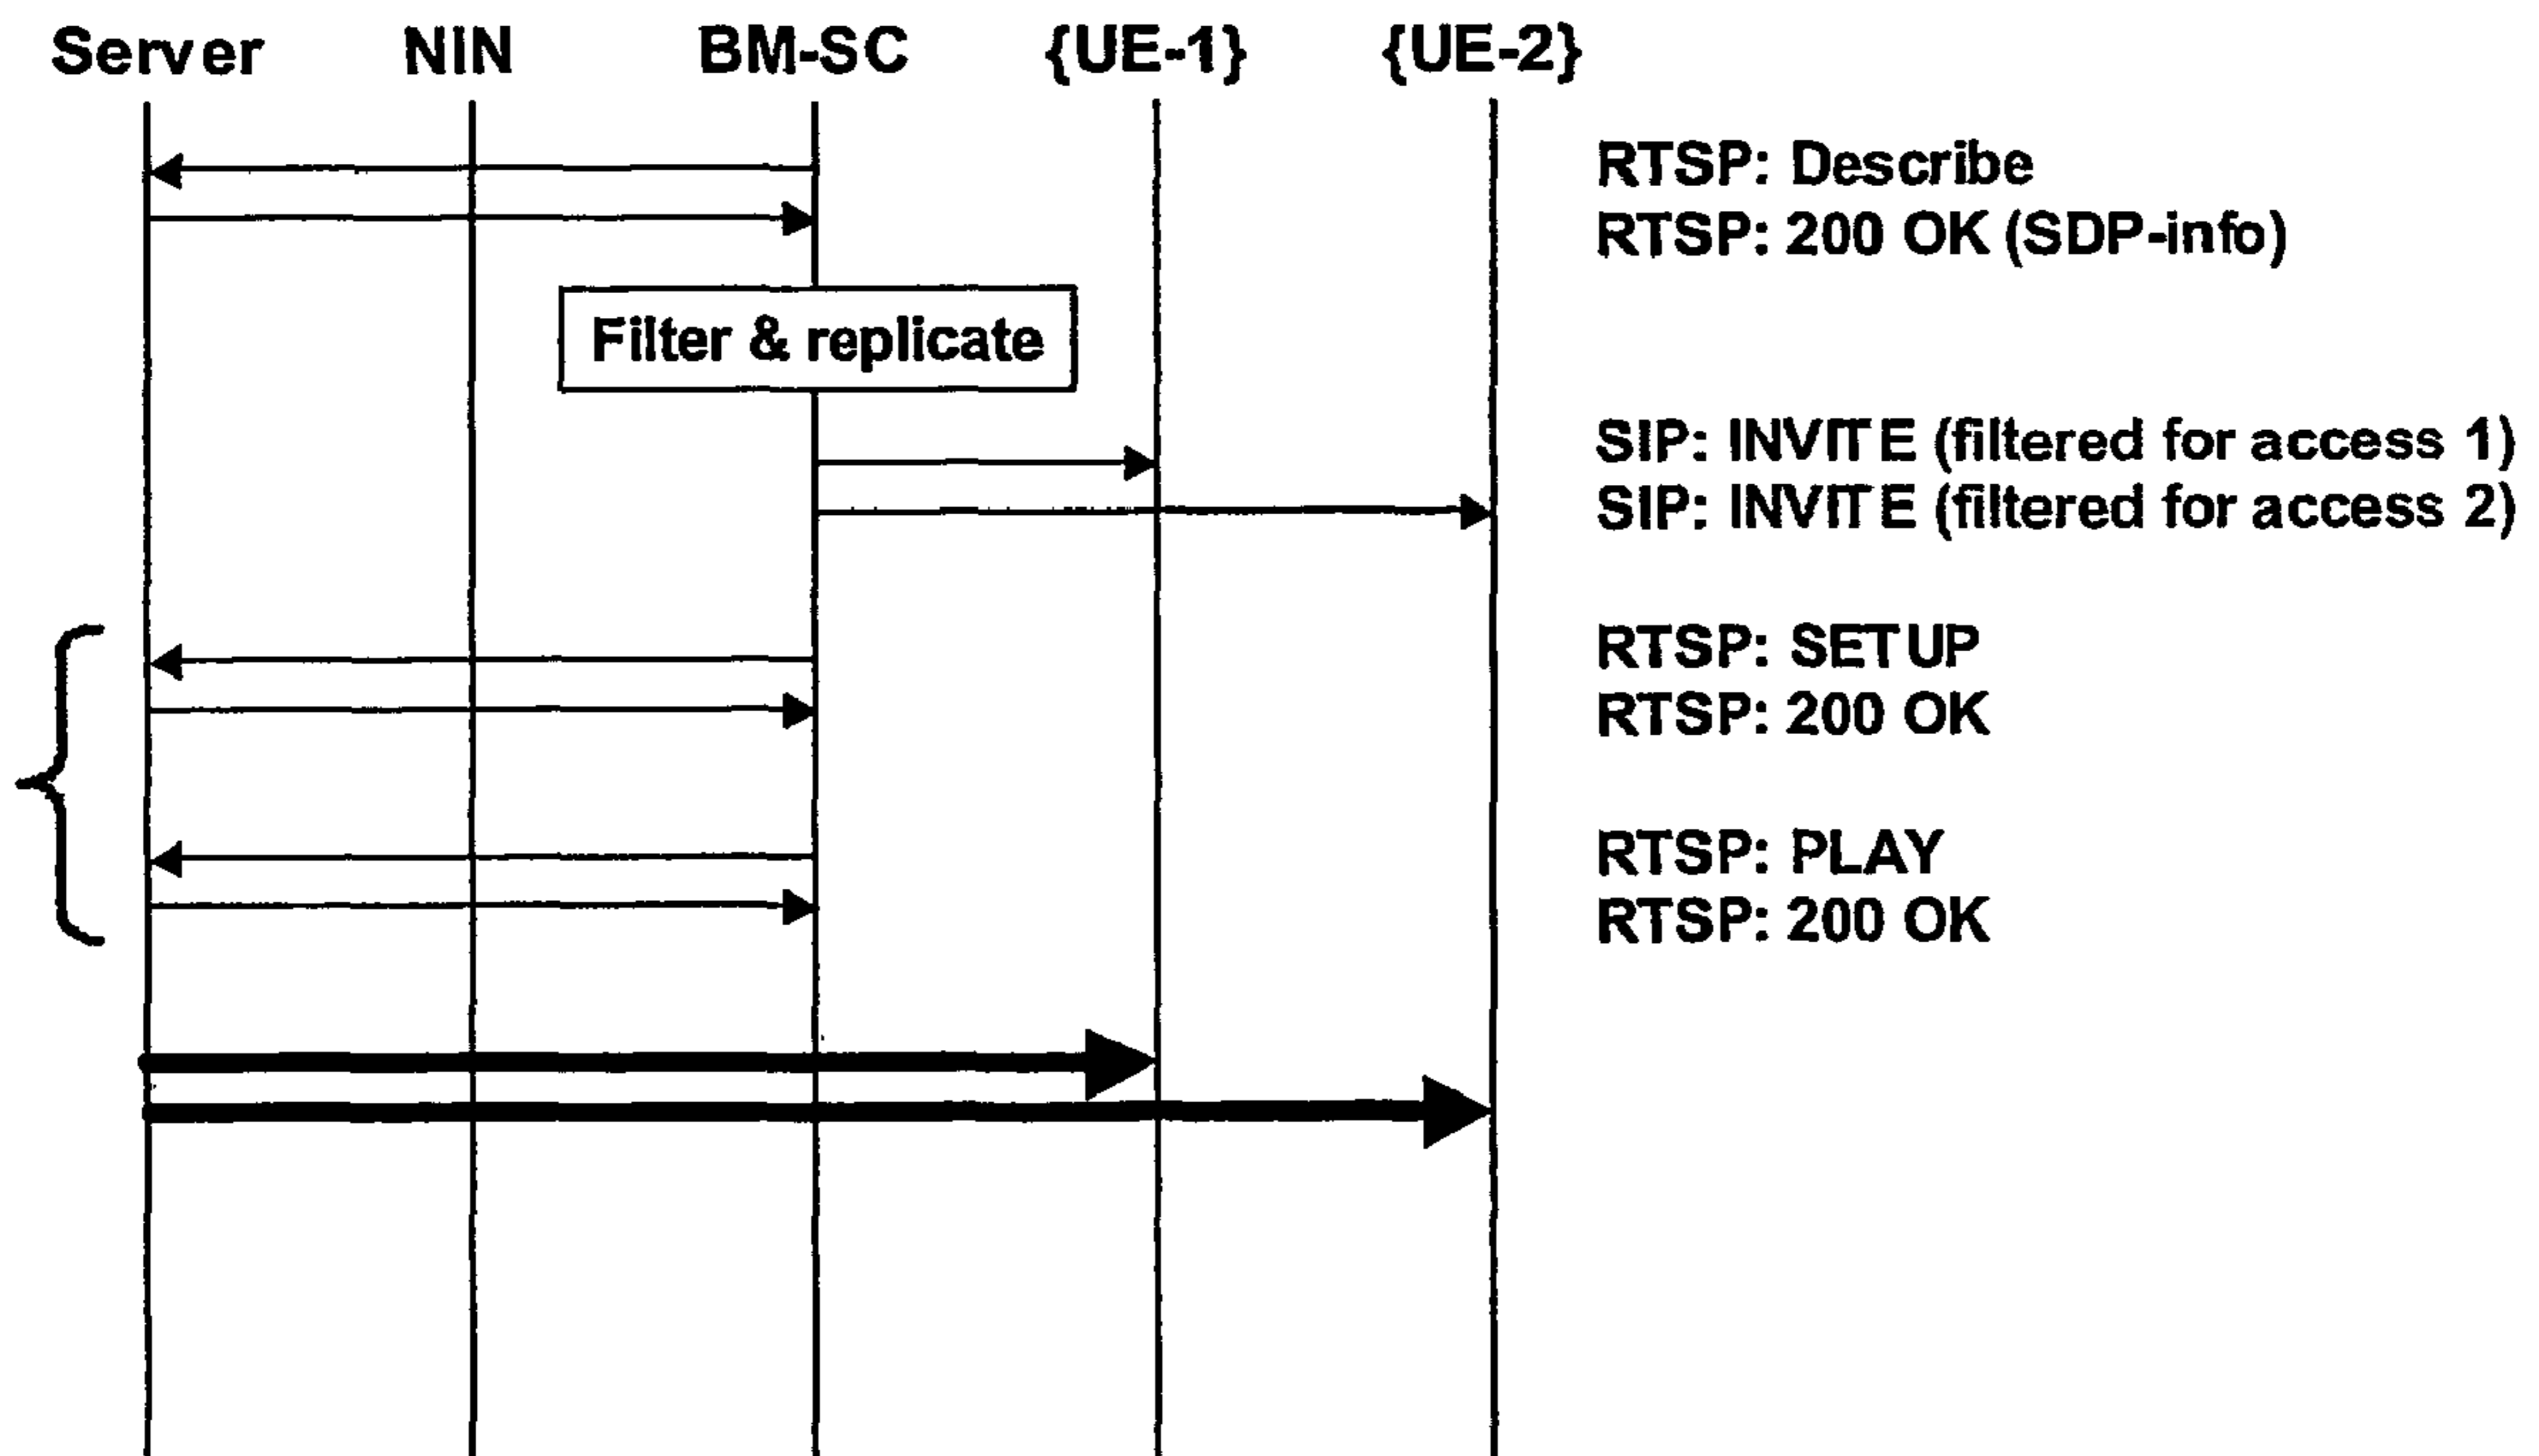 Server NIN BM-SC {UE-1} {UE-2}
RTSP: Describe
RTSP: 200 OK (SDP-info)
Filter & replicate
SIP: INVITE (filtered for access 1)
SIP: INVITE (filtered for access 2)
RTSP: SETUP
RTSP: 200 OK
RTSP: PLAY
RTSP: 200 OK